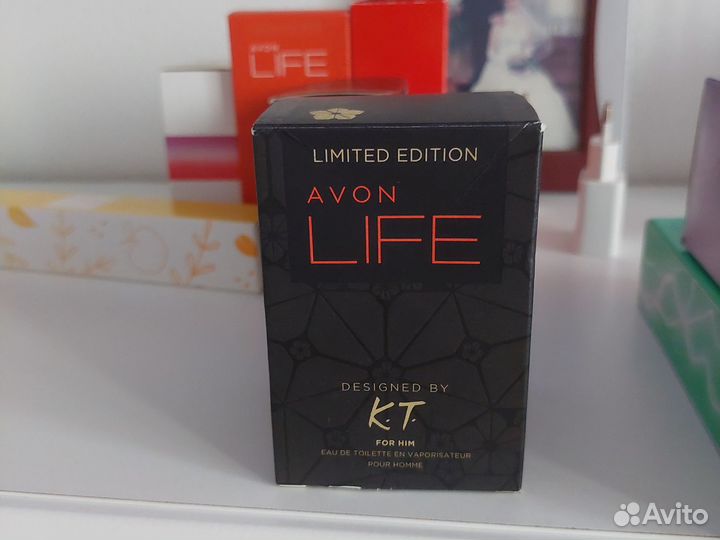 AVON
LIFE
LIMITED EDITION
AVON
LIFE
DESIGNED BY
K.T.
FOR HIM
EAU DE TOILETTE EN VAPORISATEUR
POUR HOMME
Avito